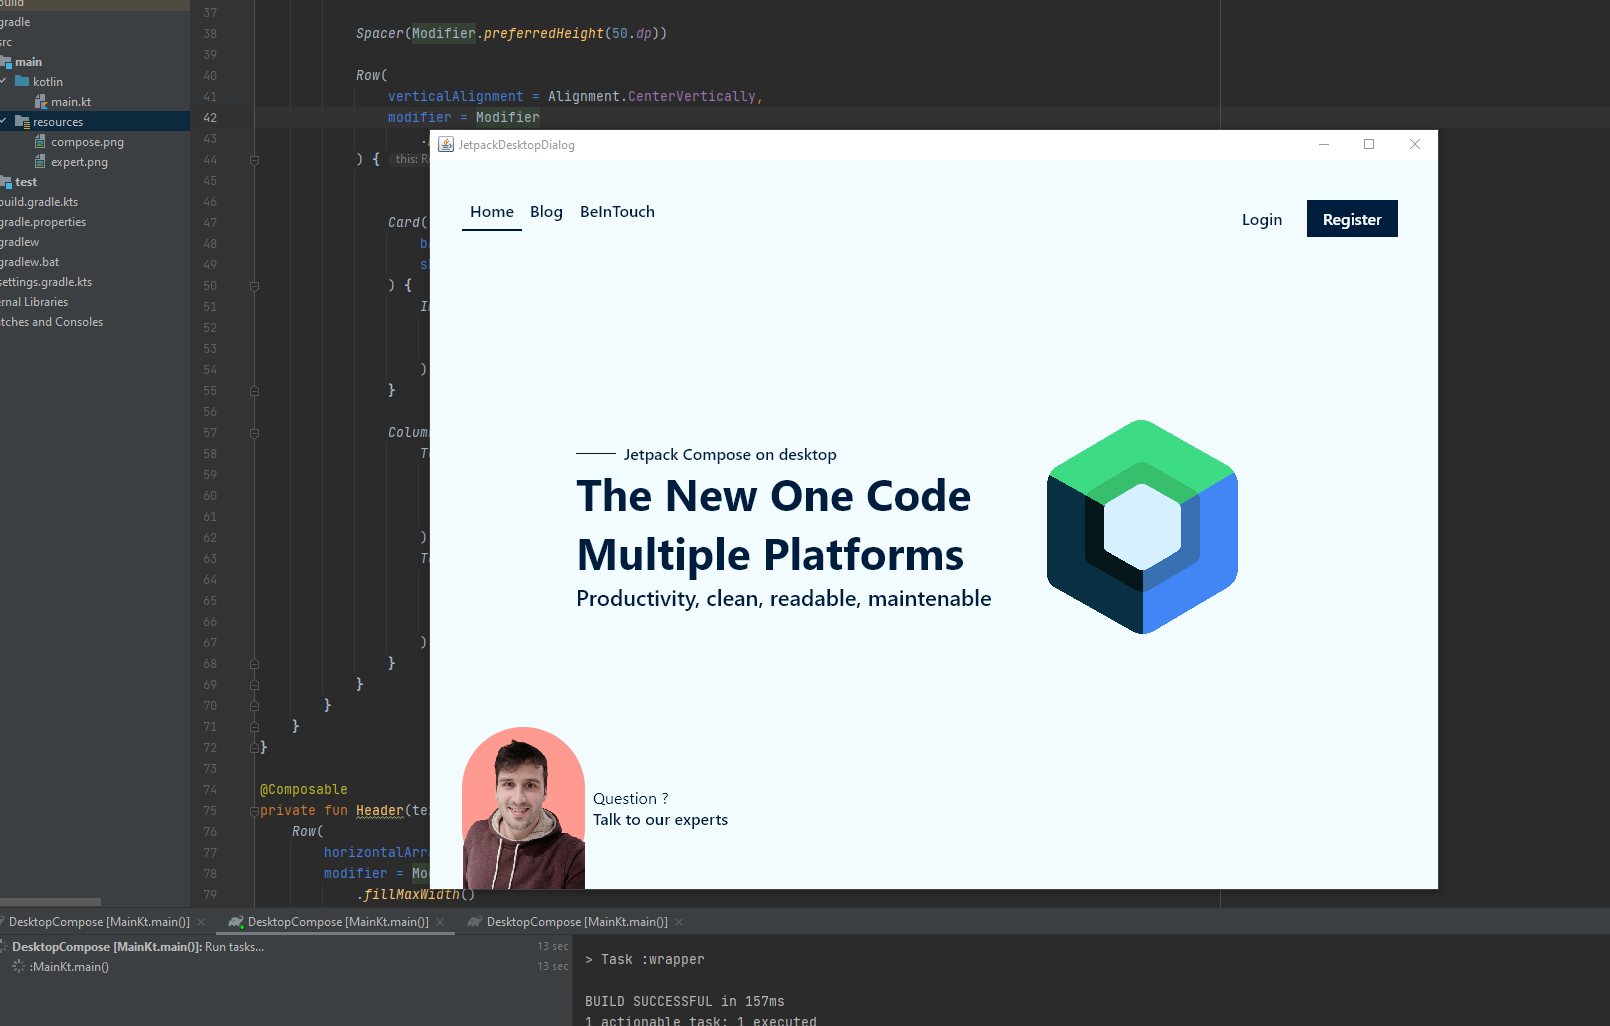 build
gradle
src
main
kotlin
main.kt
resources
compose.png
expert.png
test
build.gradle.kts
gradle.properties
gradlew
gradlew.bat
settings.gradle.kts
37
38 Spacer(Modifier.preferredHeight(50.dp))
39
40 Row(
41 verticalAlignment = Alignment.CenterVertically,
42 modifier = Modifier
43
44 ) { this: R
45
46
47 Card(
48
49
50 ) {
51
52
53
54 )
55 }
56
57 Colum
58
59
60
61
62 )
63
64
65
66
67 )
68 }
69 }
70 }
71 }
72 }
73
74 @Composable
75 private fun Header(te
76 Row(
77 horizontalArr
78 modifier = Mo
79 .fillMaxWidth()
JetpackDesktopDialog
Home Blog BeInTouch
Login Register
Jetpack Compose on desktop
The New One Code
Multiple Platforms
Productivity, clean, readable, maintenable
Question ?
Talk to our experts
DesktopCompose [MainKt.main()] DesktopCompose [MainKt.main()] DesktopCompose [MainKt.main()]
DesktopCompose [MainKt.main()]: Run tasks... 13 sec
:MainKt.main() 13 sec
> Task :wrapper
BUILD SUCCESSFUL in 157ms
1 actionable task: 1 executed